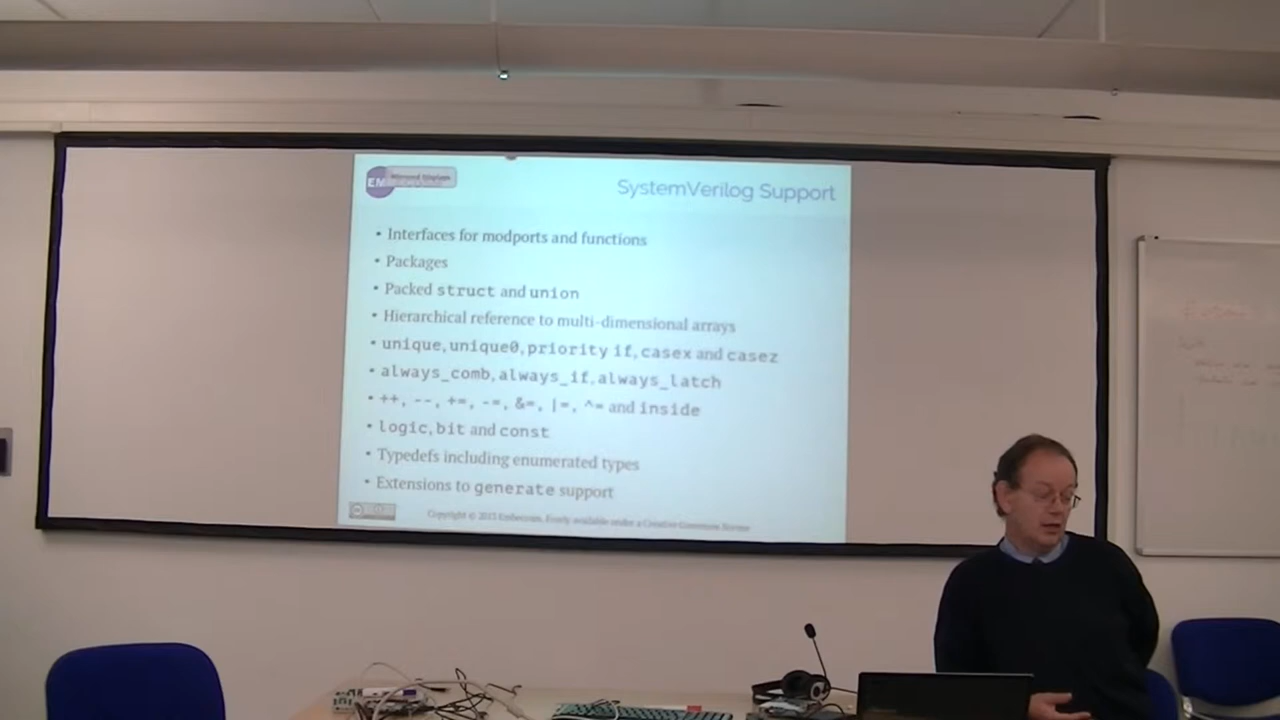 EM
SystemVerilog Support
• Interfaces for modports and functions
• Packages
• Packed struct and union
• Hierarchical reference to multi-dimensional arrays
• unique, unique0, priority if, casex and casez
• always_comb, always_if, always_latch
• ++, --, +=, -=, &=, |=, ^= and inside
• logic, bit and const
• Typedefs including enumerated types
• Extensions to generate support
Copyright © 2015 Embecosm. Freely available under a Creative Commons license